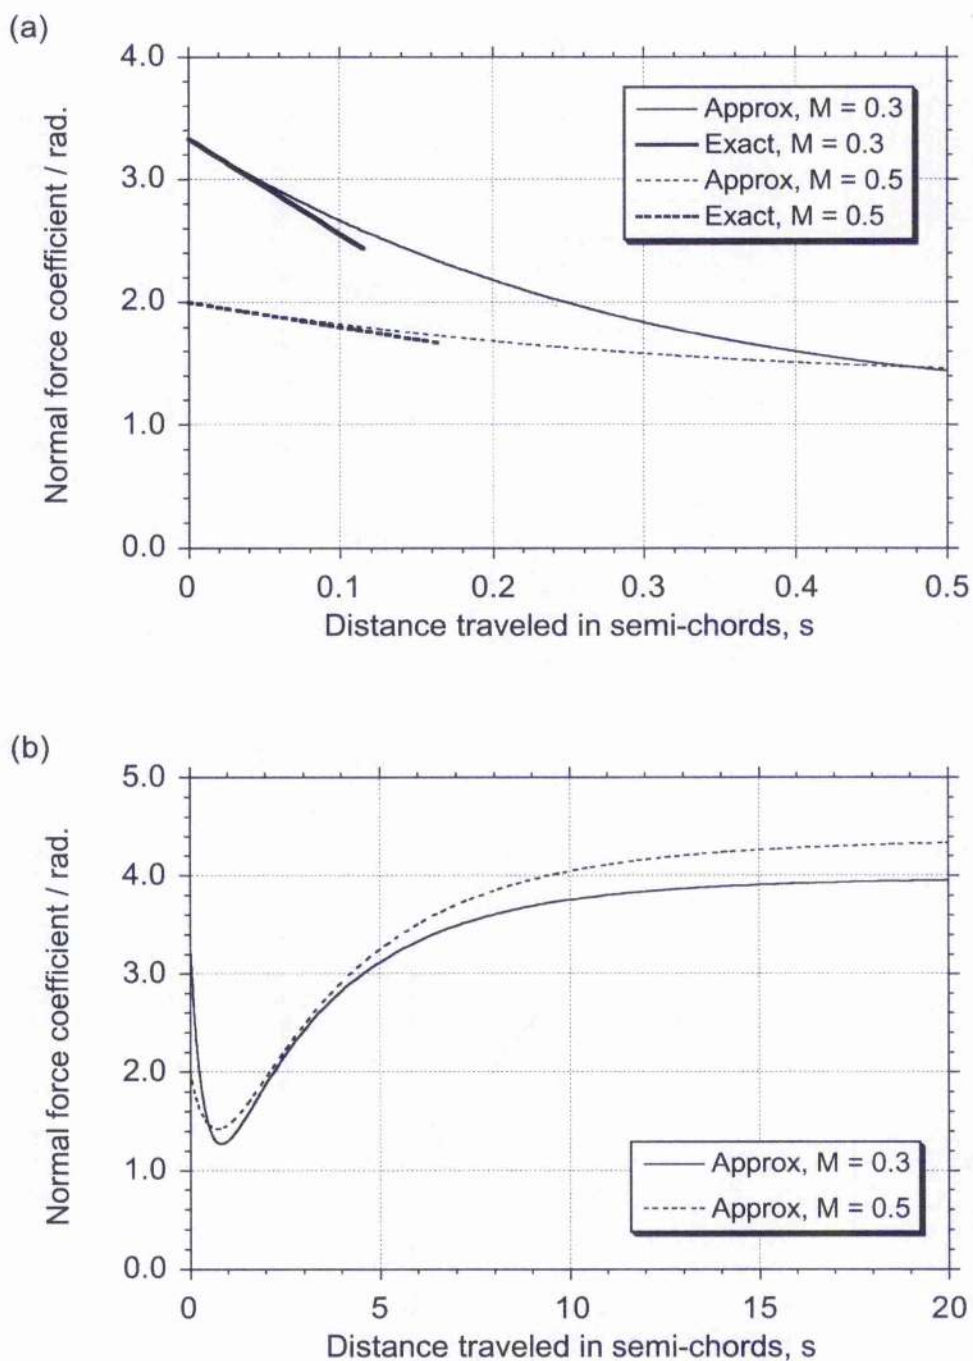 (a)
Normal force coefficient / rad.
4.0
3.0
2.0
1.0
0.0
Approx, M = 0.3
Exact, M = 0.3
Approx, M = 0.5
Exact, M = 0.5
0 0.1 0.2 0.3 0.4 0.5
Distance traveled in semi-chords, s
(b)
Normal force coefficient / rad.
5.0
4.0
3.0
2.0
1.0
0.0
Approx, M = 0.3
Approx, M = 0.5
0 5 10 15 20
Distance traveled in semi-chords, s